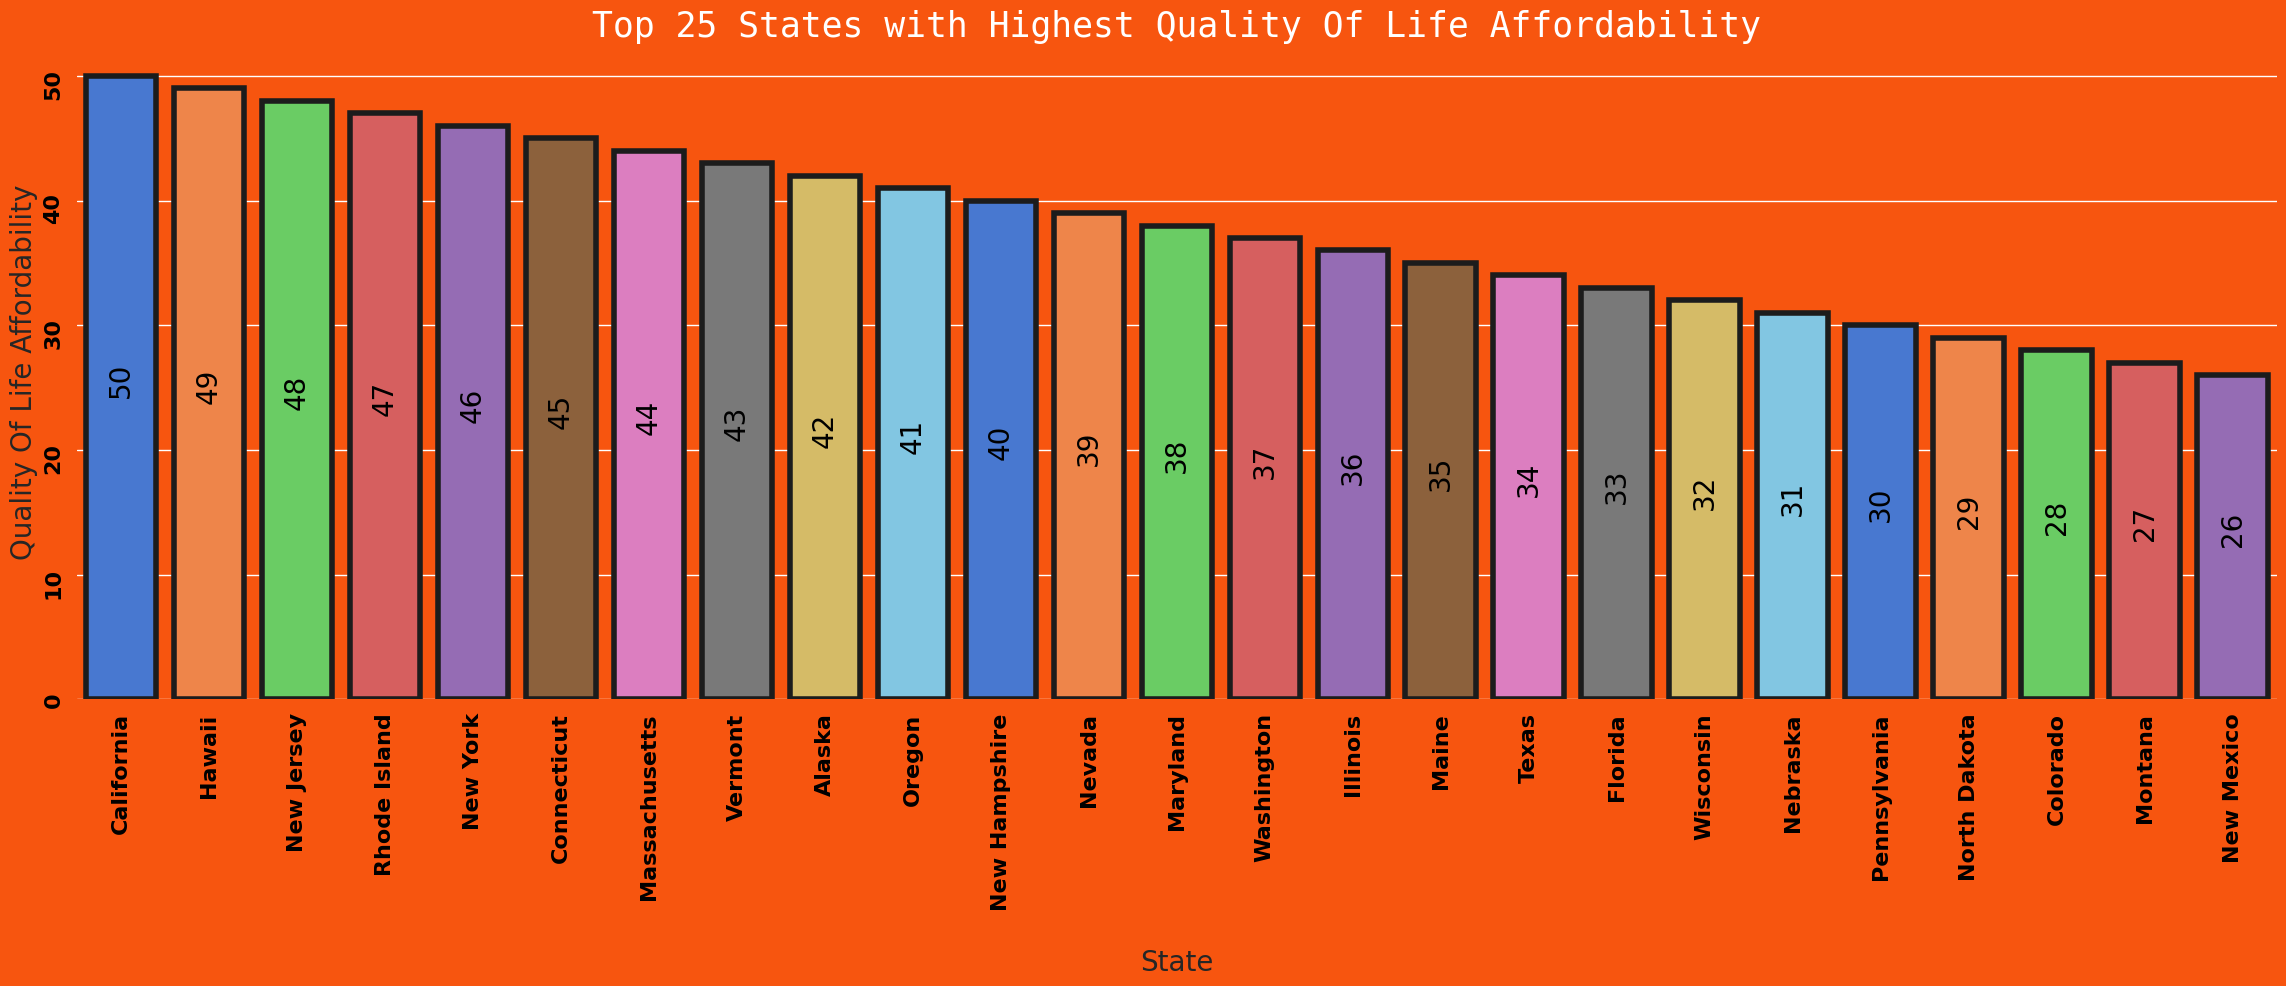 Top 25 States with Highest Quality Of Life Affordability
Quality Of Life Affordability
50
40
30
20
10
0
50
49
48
47
46
45
44
43
42
41
40
39
38
37
36
35
34
33
32
31
30
29
28
27
26
California
Hawaii
New Jersey
Rhode Island
New York
Connecticut
Massachusetts
Vermont
Alaska
Oregon
New Hampshire
Nevada
Maryland
Washington
Illinois
Maine
Texas
Florida
Wisconsin
Nebraska
Pennsylvania
North Dakota
Colorado
Montana
New Mexico
State